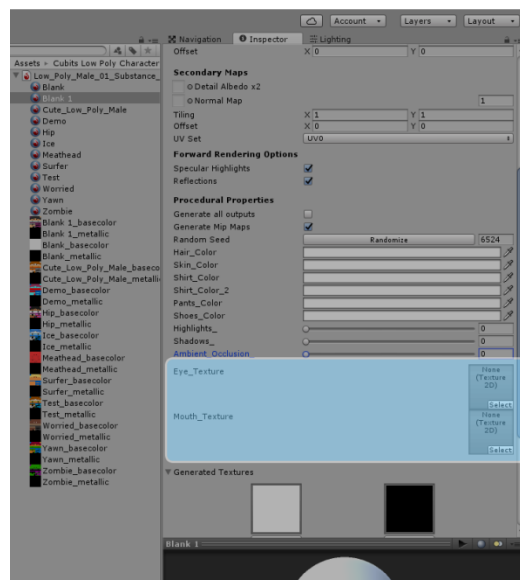 Account
Layers
Layout
Navigation
Inspector
Lighting
Offset X 0 Y 0
Assets ▸ Cubits Low Poly Character
Low_Poly_Male_01_Substance_
Blank
Blank 1
Cute_Low_Poly_Male
Demo
Hip
Ice
Meathead
Surfer
Test
Worried
Yawn
Zombie
Blank 1_basecolor
Blank 1_metallic
Blank_basecolor
Blank_metallic
Cute_Low_Poly_Male_baseco
Cute_Low_Poly_Male_metalli
Demo_basecolor
Demo_metallic
Hip_basecolor
Hip_metallic
Ice_basecolor
Ice_metallic
Meathead_basecolor
Meathead_metallic
Surfer_basecolor
Surfer_metallic
Test_basecolor
Test_metallic
Worried_basecolor
Worried_metallic
Yawn_basecolor
Yawn_metallic
Zombie_basecolor
Zombie_metallic
Secondary Maps
Detail Albedo x2
Normal Map 1
Tiling X 1 Y 1
Offset X 0 Y 0
UV Set UV0
Forward Rendering Options
Specular Highlights
Reflections
Procedural Properties
Generate all outputs
Generate Mip Maps
Random Seed Randomize 6524
Hair_Color
Skin_Color
Shirt_Color
Shirt_Color_2
Pants_Color
Shoes_Color
Highlights_ 0
Shadows_ 0
Ambient_Occlusion_ 0
Eye_Texture
None
(Texture
2D)
Select
Mouth_Texture
None
(Texture
2D)
Select
Generated Textures
Blank 1